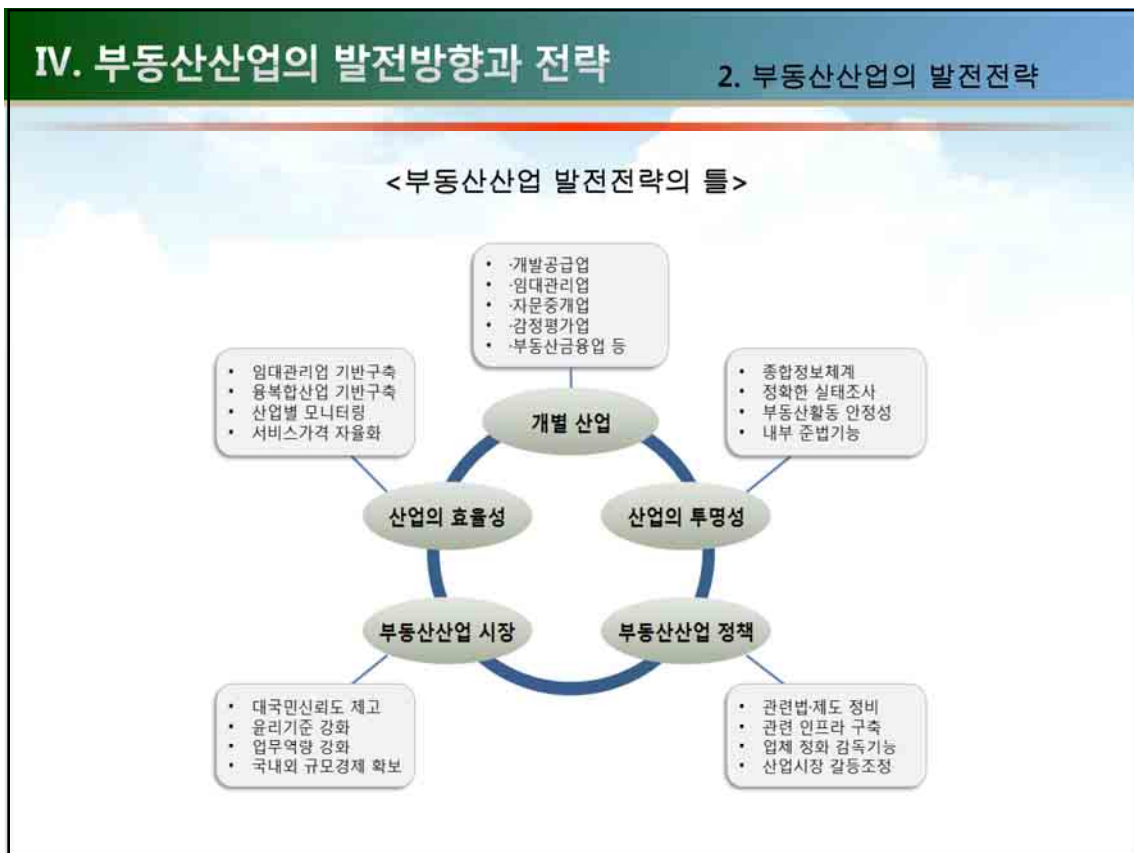 IV. 부동산산업의 발전방향과 전략
2. 부동산산업의 발전전략
<부동산산업 발전전략의 틀>
• ·개발공급업
• ·임대관리업
• ·자문중개업
• ·감정평가업
• ·부동산금융업 등
• 임대관리업 기반구축
• 융복합산업 기반구축
• 산업별 모니터링
• 서비스가격 자율화
• 종합정보체계
• 정확한 실태조사
• 부동산활동 안정성
• 내부 준법기능
개별 산업
산업의 효율성
산업의 투명성
부동산산업 시장
부동산산업 정책
• 대국민신뢰도 제고
• 윤리기준 강화
• 업무역량 강화
• 국내외 규모경제 확보
• 관련법·제도 정비
• 관련 인프라 구축
• 업체 정화 감독기능
• 산업시장 갈등조정